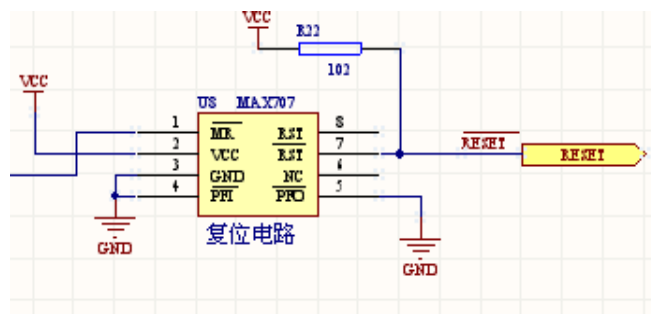 VCC
R22
102
VCC
U8 MAX707
1 MR RST 8
2 VCC RST 7
3 GND NC 6
4 PFI PFO 5
RESET
RESET
复位电路
GND
GND